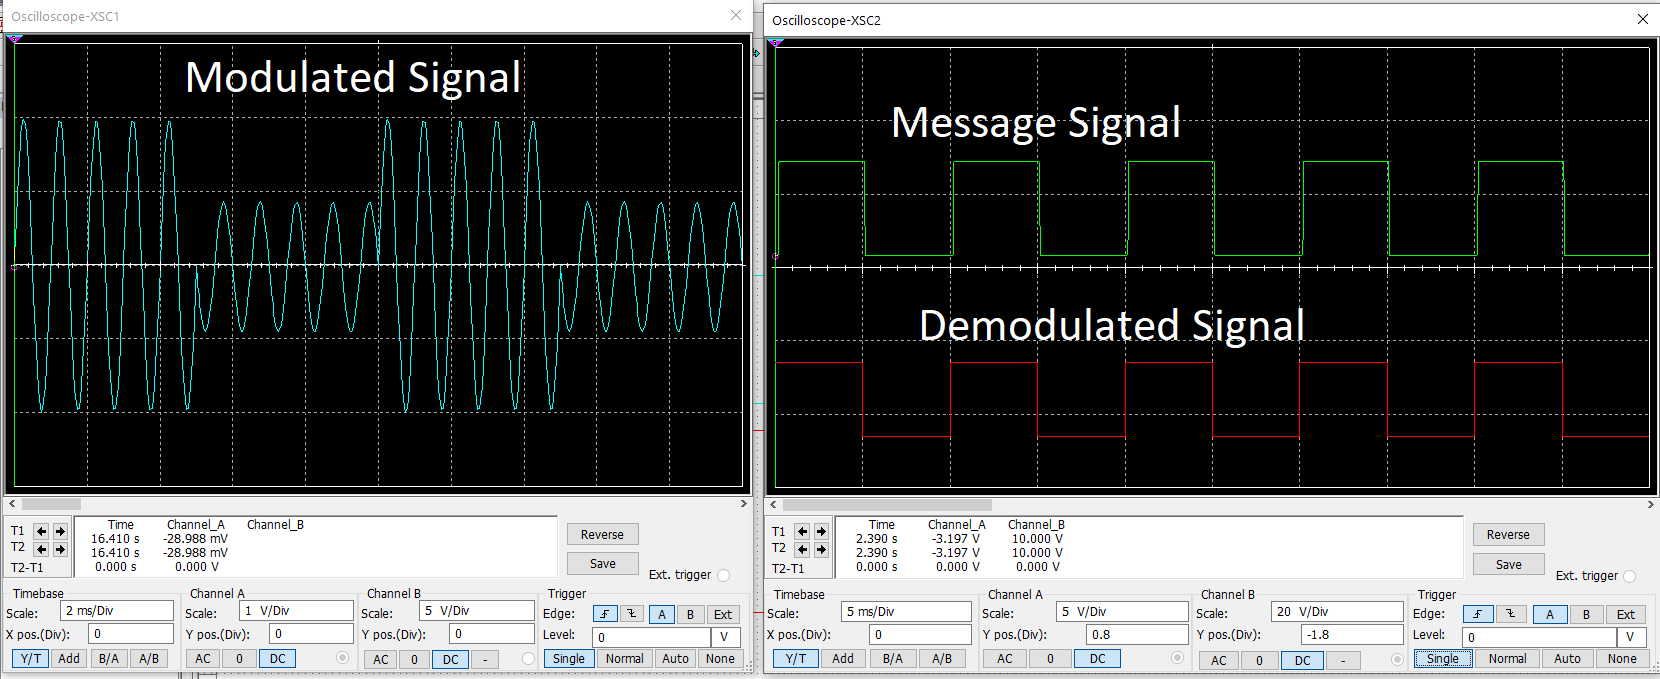 Oscilloscope-XSC1
Modulated Signal
Time Channel_A Channel_B
T1 16.410 s -28.988 mV
T2 16.410 s -28.988 mV
T2-T1 0.000 s 0.000 V
Reverse
Save
Ext. trigger
Timebase Channel A Channel B Trigger
Scale: 2 ms/Div 1 V/Div Scale: 5 V/Div Edge: A B Ext
X pos.(Div): 0 Y pos.(Div): 0 Y pos.(Div): 0 Level: 0 V
Y/T Add B/A A/B AC 0 DC AC 0 DC - Single Normal Auto None
Oscilloscope-XSC2
Message Signal
Demodulated Signal
Time Channel_A Channel_B
T1 2.390 s -3.197 V 10.000 V
T2 2.390 s -3.197 V 10.000 V
T2-T1 0.000 s 0.000 V 0.000 V
Reverse
Save
Ext. trigger
Timebase Channel A Channel B Trigger
Scale: 5 ms/Div Scale: 5 V/Div Scale: 20 V/Div Edge: A B Ext
X pos.(Div): 0 Y pos.(Div): 0.8 Y pos.(Div): -1.8 Level: 0 V
Y/T Add B/A A/B AC 0 DC AC 0 DC - Single Normal Auto None